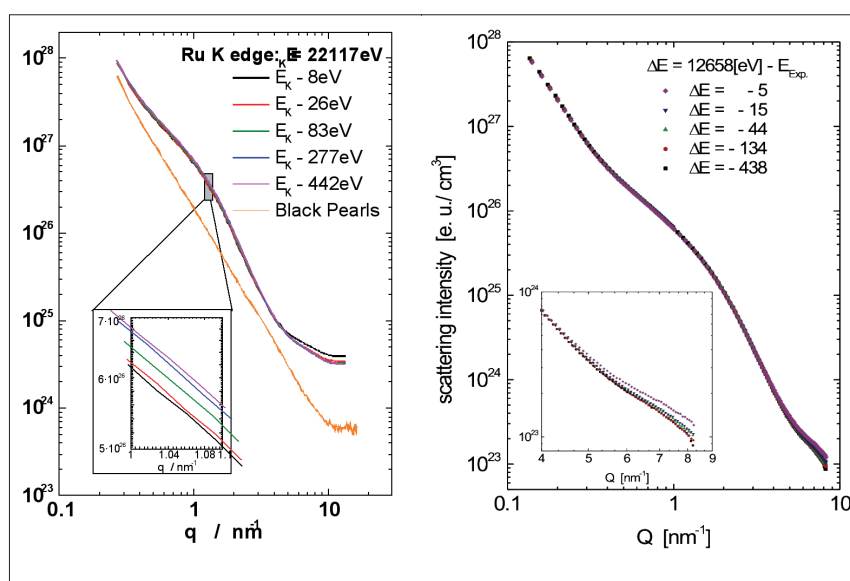 Ru K edge: E_K = 22117eV
E_K - 8eV
E_K - 26eV
E_K - 83eV
E_K - 277eV
E_K - 442eV
Black Pearls
10^28
10^27
10^26
10^25
10^24
10^23
0.1
1
10
q / nm^-1
7·10^26
6·10^26
5·10^26
1
1.04
1.08
q / nm^-1
ΔE = 12658[eV] - E_Exp.
ΔE = - 5
ΔE = - 15
ΔE = - 44
ΔE = - 134
ΔE = - 438
scattering intensity [e. u./ cm^3]
10^28
10^27
10^26
10^25
10^24
10^23
0.1
1
10
Q [nm^-1]
10^24
10^23
4
5
6
7
8
9
Q [nm^-1]